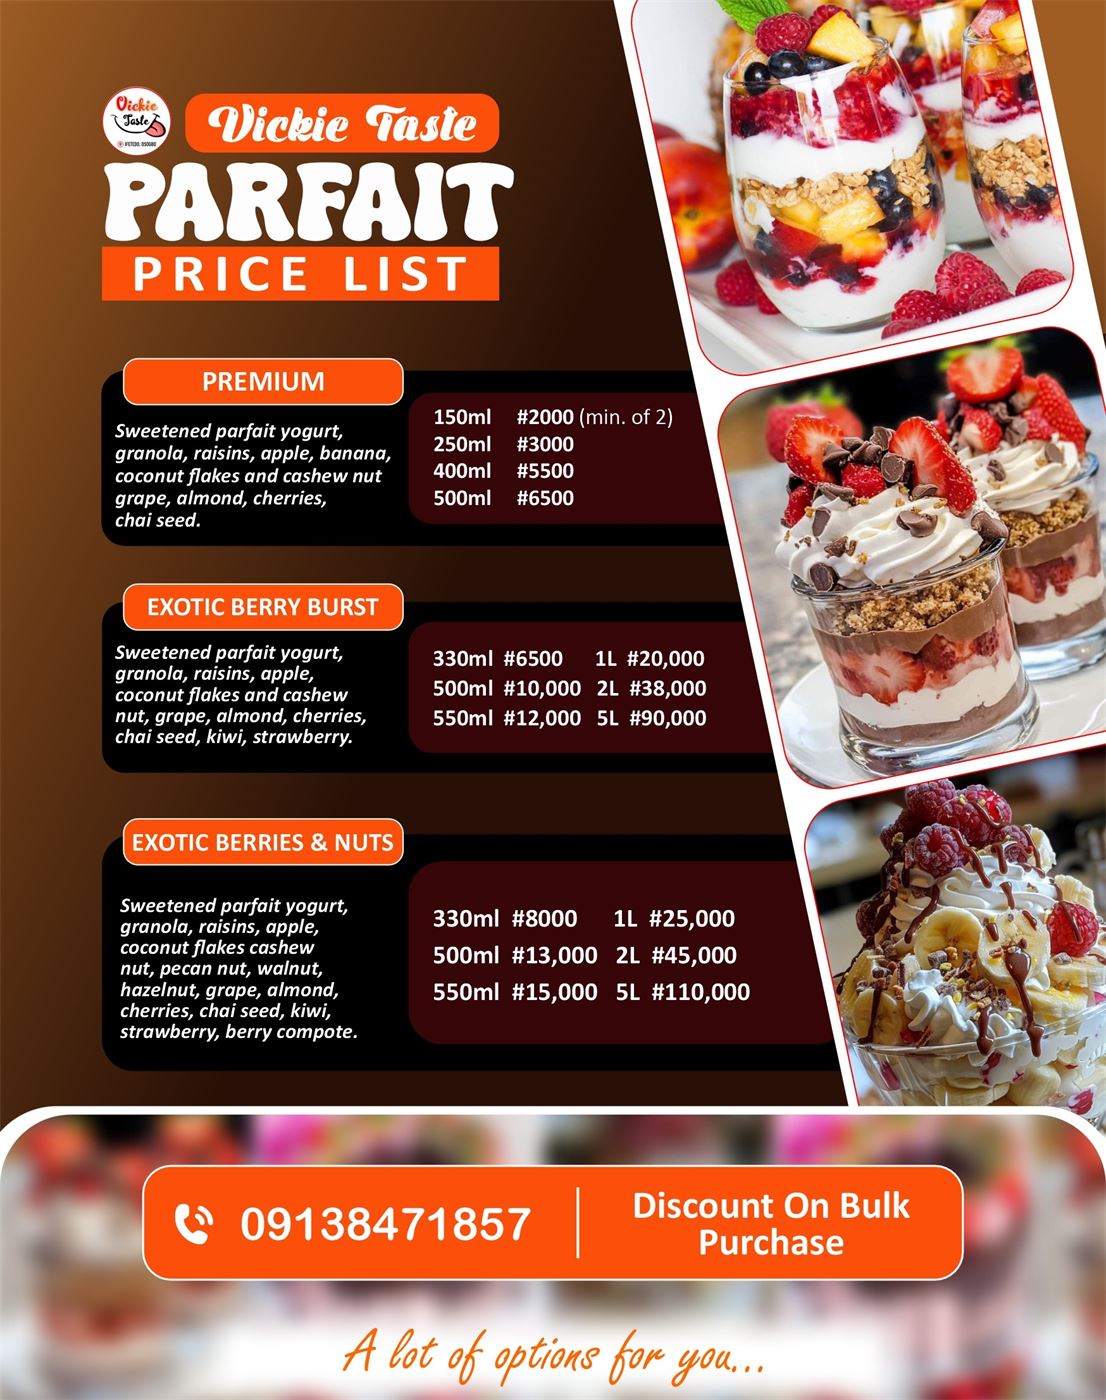 Vickie
Taste
IFETEDO, OSOGBO
Vickie Taste
PARFAIT
PRICE LIST
PREMIUM
Sweetened parfait yogurt,
granola, raisins, apple, banana,
coconut flakes and cashew nut
grape, almond, cherries,
chai seed.
150ml #2000 (min. of 2)
250ml #3000
400ml #5500
500ml #6500
EXOTIC BERRY BURST
Sweetened parfait yogurt,
granola, raisins, apple,
coconut flakes and cashew
nut, grape, almond, cherries,
chai seed, kiwi, strawberry.
330ml #6500 1L #20,000
500ml #10,000 2L #38,000
550ml #12,000 5L #90,000
EXOTIC BERRIES & NUTS
Sweetened parfait yogurt,
granola, raisins, apple,
coconut flakes cashew
nut, pecan nut, walnut,
hazelnut, grape, almond,
cherries, chai seed, kiwi,
strawberry, berry compote.
330ml #8000 1L #25,000
500ml #13,000 2L #45,000
550ml #15,000 5L #110,000
09138471857
Discount On Bulk
Purchase
A lot of options for you...